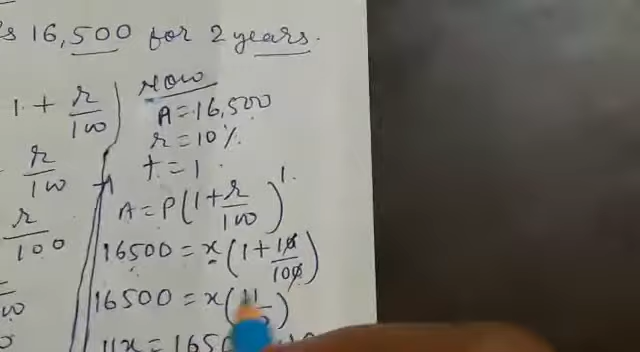 s 16,500 for 2 years.
1 + r/100
r/100
r/100
now
A = 16,500
r = 10%
t = 1
A = P(1 + r/100)^1.
16500 = x(1 + 10/100)
16500 = x(11
11x = 1650